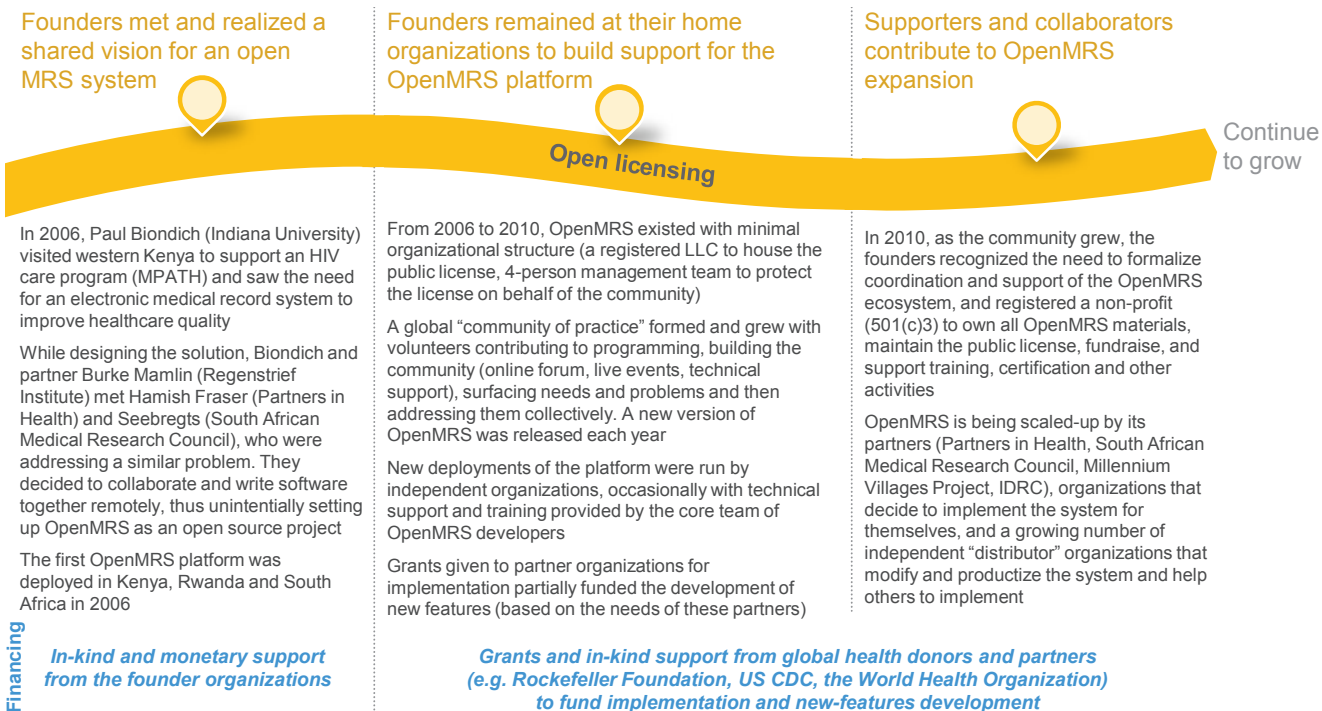 Founders met and realized a
shared vision for an open
MRS system
Founders remained at their home
organizations to build support for the
OpenMRS platform
Supporters and collaborators
contribute to OpenMRS
expansion
Open licensing
Continue
to grow
In 2006, Paul Biondich (Indiana University)
visited western Kenya to support an HIV
care program (MPATH) and saw the need
for an electronic medical record system to
improve healthcare quality
While designing the solution, Biondich and
partner Burke Mamlin (Regenstrief
Institute) met Hamish Fraser (Partners in
Health) and Seebregts (South African
Medical Research Council), who were
addressing a similar problem. They
decided to collaborate and write software
together remotely, thus unintentionally setting
up OpenMRS as an open source project
The first OpenMRS platform was
deployed in Kenya, Rwanda and South
Africa in 2006
From 2006 to 2010, OpenMRS existed with minimal
organizational structure (a registered LLC to house the
public license, 4-person management team to protect
the license on behalf of the community)
A global “community of practice” formed and grew with
volunteers contributing to programming, building the
community (online forum, live events, technical
support), surfacing needs and problems and then
addressing them collectively. A new version of
OpenMRS was released each year
New deployments of the platform were run by
independent organizations, occasionally with technical
support and training provided by the core team of
OpenMRS developers
Grants given to partner organizations for
implementation partially funded the development of
new features (based on the needs of these partners)
In 2010, as the community grew, the
founders recognized the need to formalize
coordination and support of the OpenMRS
ecosystem, and registered a non-profit
(501(c)3) to own all OpenMRS materials,
maintain the public license, fundraise, and
support training, certification and other
activities
OpenMRS is being scaled-up by its
partners (Partners in Health, South African
Medical Research Council, Millennium
Villages Project, IDRC), organizations that
decide to implement the system for
themselves, and a growing number of
independent “distributor” organizations that
modify and productize the system and help
others to implement
Financing
In-kind and monetary support
from the founder organizations
Grants and in-kind support from global health donors and partners
(e.g. Rockefeller Foundation, US CDC, the World Health Organization)
to fund implementation and new-features development